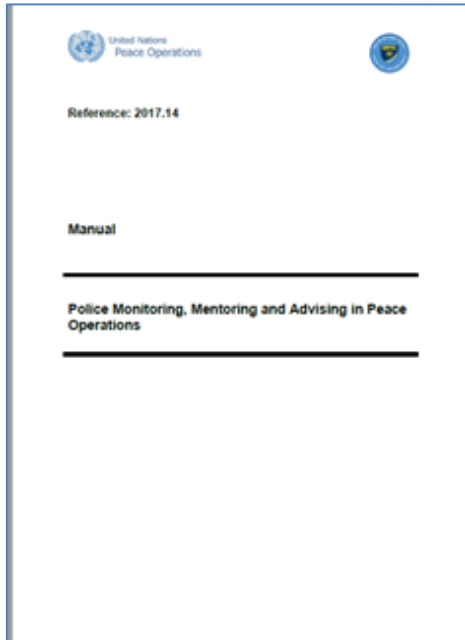 United Nations
Peace Operations
Reference: 2017.14
Manual
Police Monitoring, Mentoring and Advising in Peace
Operations